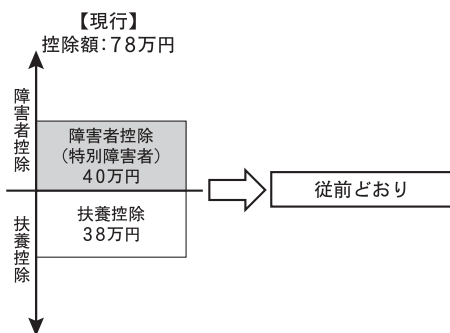 【現行】
控除額:78万円
障害者控除
障害者控除
(特別障害者)
40万円
従前どおり
扶養控除
扶養控除
38万円